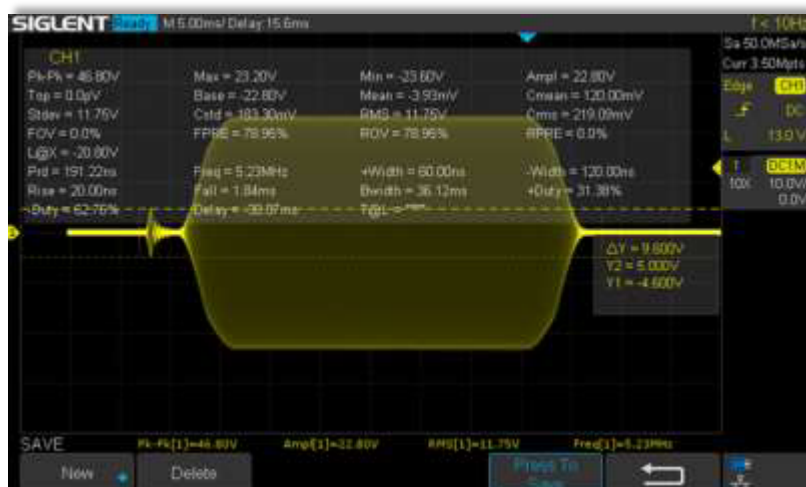 SIGLENT Ready M 5.00ms/ Delay:15.6ms f < 10Hz
Sa 50.0MSa/s
Curr 3.50Mpts
CH1
Edge CH1
Pk-Pk = 46.80V Max = 23.20V Min = -23.60V Ampl = 22.80V
Top = 0.0pV Base = -22.80V Mean = -3.93mV Cmean = 120.00mV
DC
Stdev = 11.75V Cstd = 183.30mV RMS = 11.75V Crms = 219.09mV
FOV = 0.0% FPRE = 78.95% ROV = 78.95% RPRE = 0.0%
L 13.0 V
L@X = -20.80V
Prd = 191.22ns Freq = 5.23MHz +Width = 60.00ns -Width = 120.00ns
1 DC1M
Rise = 20.00ns Fall = 1.84ms Bwidth = 36.12ms +Duty = 31.38%
10X 10.0V/
0.0V
-Duty = 62.76% T@L = ****
ΔY = 9.600V
Y2 = 5.000V
Y1 = -4.600V
SAVE Pk-Pk[1]=46.80V Ampl[1]=22.80V RMS[1]=11.75V Freq[1]=5.23MHz
New Delete Press To
Save